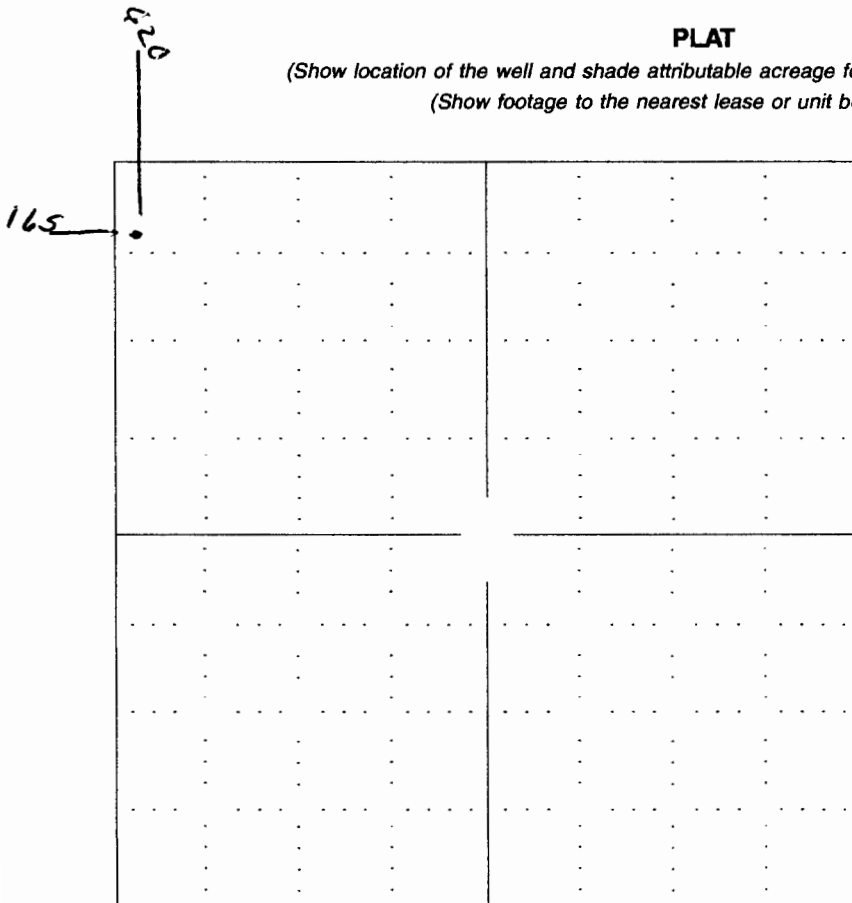 PLAT
(Show location of the well and shade attributable acreage
(Show footage to the nearest lease or unit
165